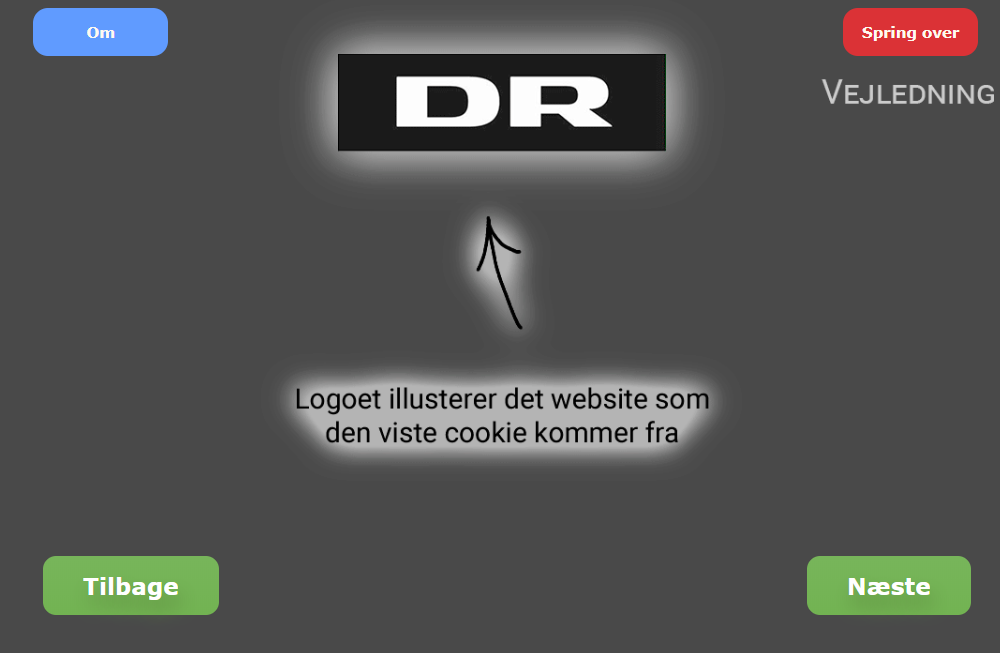 Om
Spring over
DR
VEJLEDNING
Logoet illusterer det website som
den viste cookie kommer fra
Tilbage
Næste